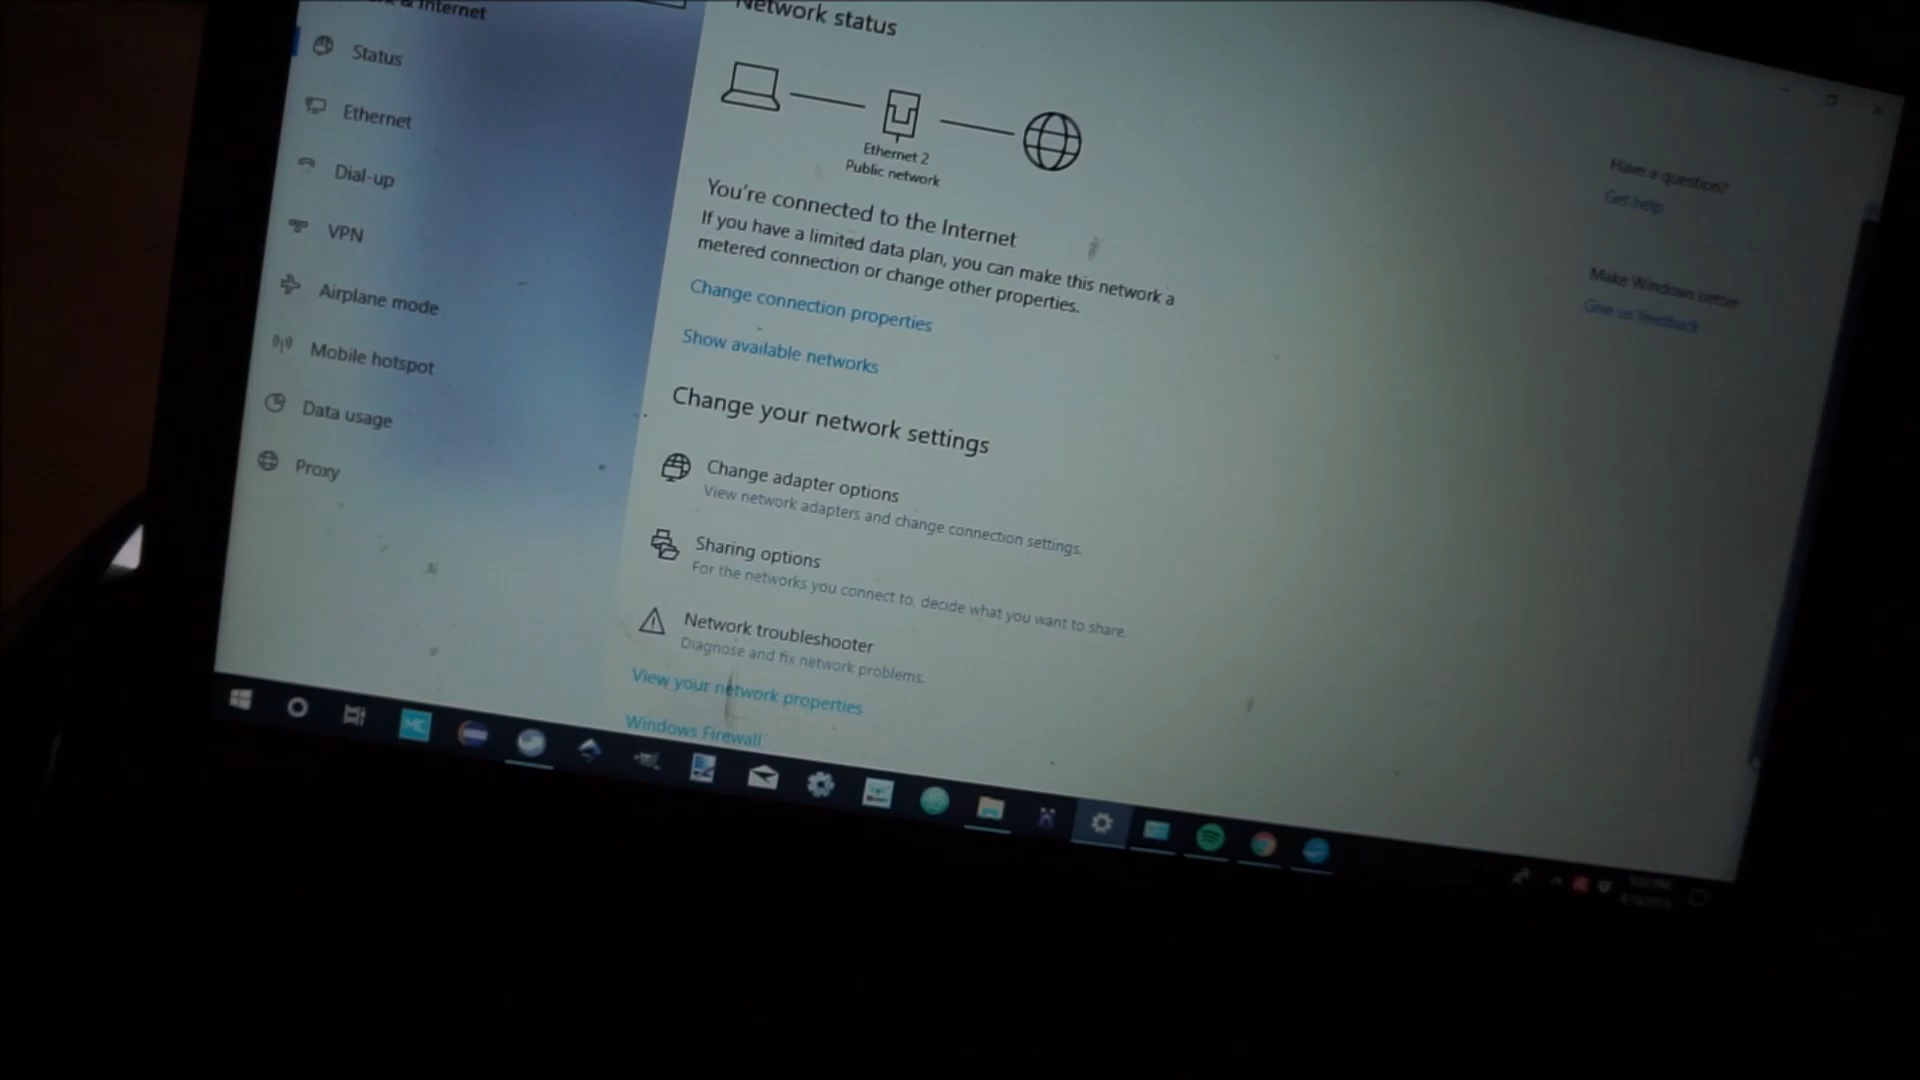 & Internet
Status
Ethernet
Dial-up
VPN
Airplane mode
Mobile hotspot
Data usage
Proxy
Network status
Ethernet 2
Public network
You're connected to the Internet
If you have a limited data plan, you can make this network a
metered connection or change other properties.
Change connection properties
Show available networks
Change your network settings
Change adapter options
View network adapters and change connection settings.
Sharing options
For the networks you connect to, decide what you want to share.
Network troubleshooter
Diagnose and fix network problems.
View your network properties
Windows Firewall
Have a question?
Get help
Make Windows better
Give us feedback